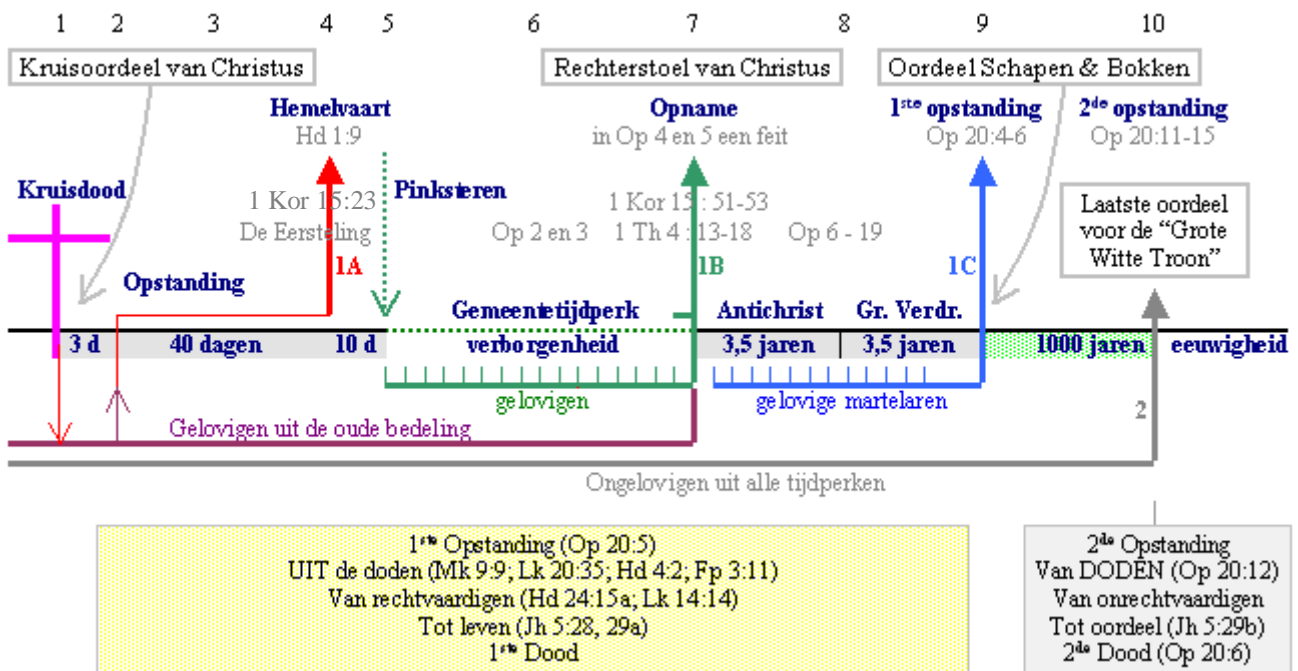 1 2 3 4 5 6 7 8 9 10
Kruisoordeel van Christus
Rechterstoel van Christus
Oordeel Schapen & Bokken
Hemelvaart
Hd 1:9
Opname
in Op 4 en 5 een feit
1ste opstanding
Op 20:4-6
2de opstanding
Op 20:11-15
Kruisdood
Pinksteren
1 Kor 15:23
De Eersteling
1 Kor 15 : 51-53
Op 2 en 3 1 Th 4 : 13-18 Op 6 - 19
Laatste oordeel
voor de “Grote
Witte Troon”
1A
1B
1C
Opstanding
Gemeentetijdperk
Antichrist
Gr. Verdr.
3 d
40 dagen
10 d
verborgenheid
3,5 jaren
3,5 jaren
1000 jaren
eeuwigheid
gelovigen
gelovige martelaren
2
Gelovigen uit de oude bedeling
Ongelovigen uit alle tijdperken
1ste Opstanding (Op 20:5)
UIT de doden (Mk 9:9; Lk 20:35; Hd 4:2; Fp 3:11)
Van rechtvaardigen (Hd 24:15a; Lk 14:14)
Tot leven (Jh 5:28, 29a)
1ste Dood
2de Opstanding
Van DODEN (Op 20:12)
Van onrechtvaardigen
Tot oordeel (Jh 5:29b)
2de Dood (Op 20:6)